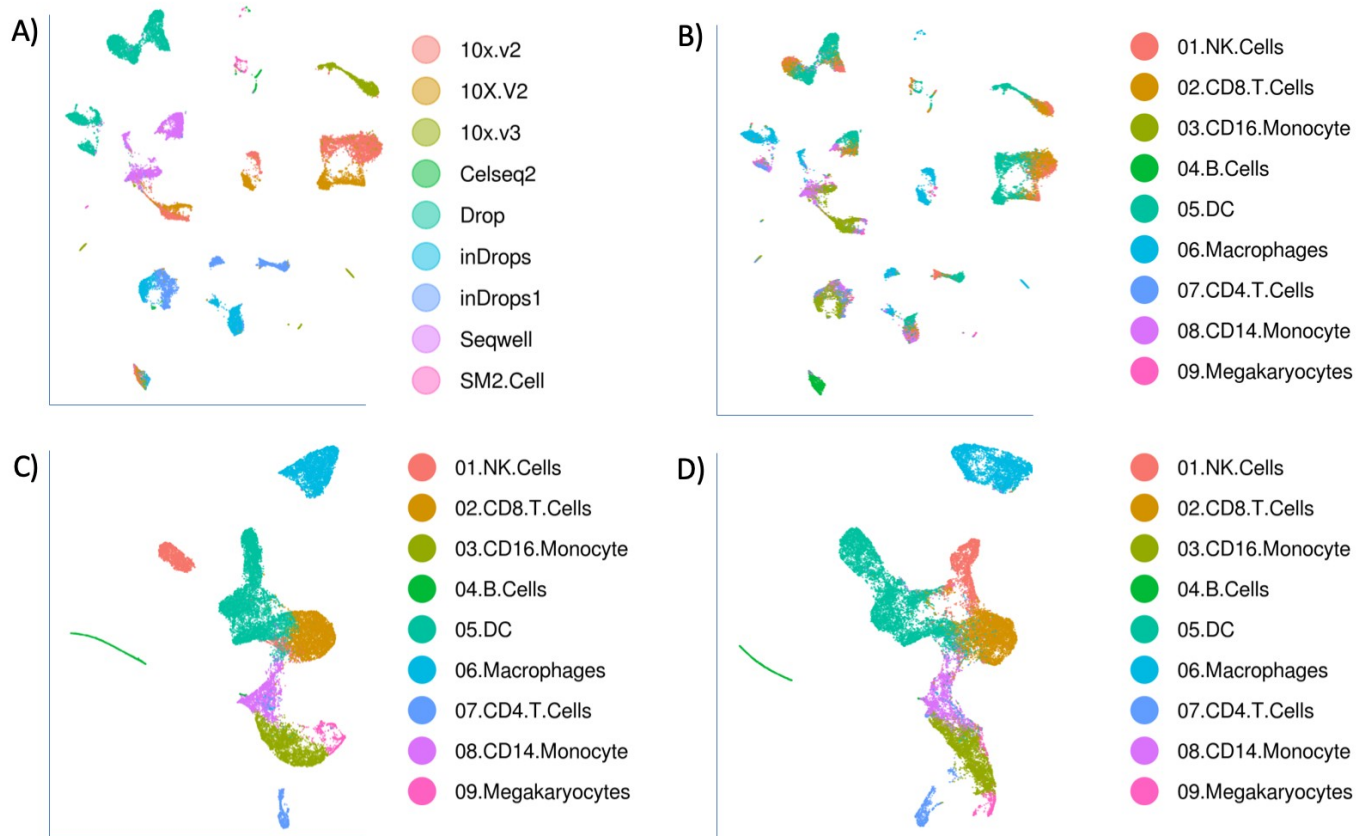 A)
10x.v2
10X.V2
10x.v3
Celseq2
Drop
inDrops
inDrops1
Seqwell
SM2.Cell
B)
01.NK.Cells
02.CD8.T.Cells
03.CD16.Monocyte
04.B.Cells
05.DC
06.Macrophages
07.CD4.T.Cells
08.CD14.Monocyte
09.Megakaryocytes
C)
01.NK.Cells
02.CD8.T.Cells
03.CD16.Monocyte
04.B.Cells
05.DC
06.Macrophages
07.CD4.T.Cells
08.CD14.Monocyte
09.Megakaryocytes
D)
01.NK.Cells
02.CD8.T.Cells
03.CD16.Monocyte
04.B.Cells
05.DC
06.Macrophages
07.CD4.T.Cells
08.CD14.Monocyte
09.Megakaryocytes